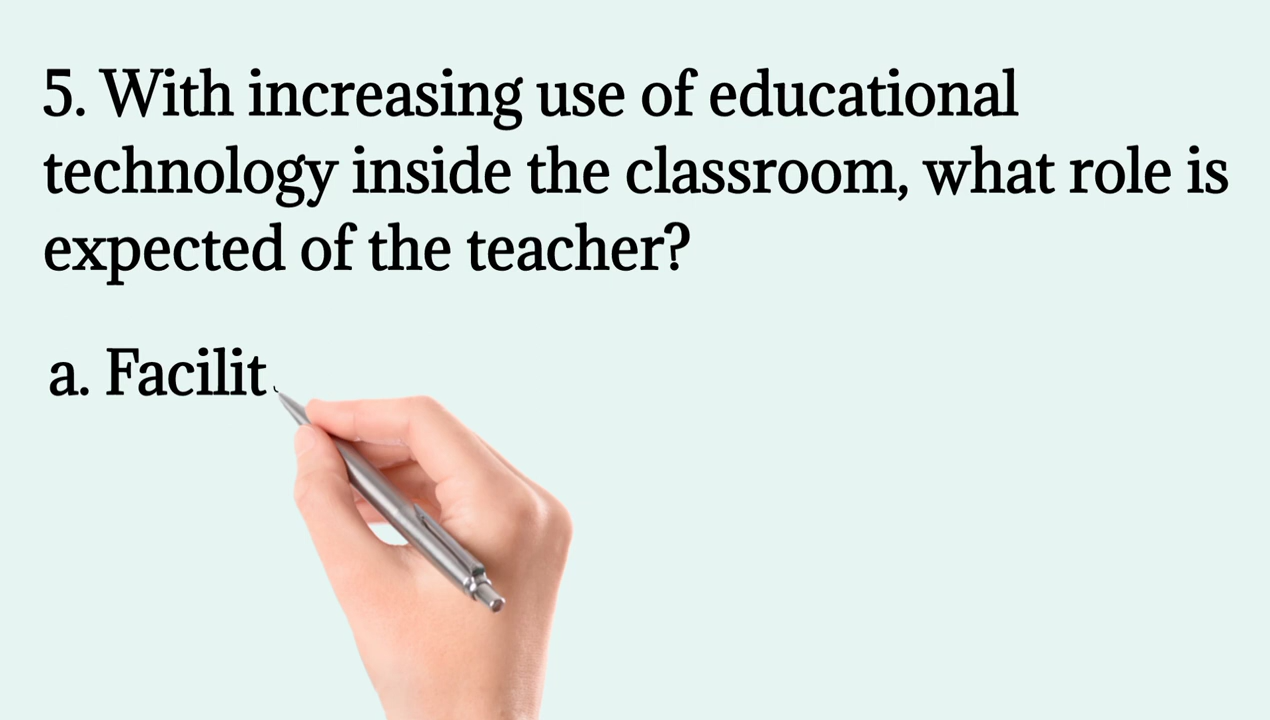 5. With increasing use of educational
technology inside the classroom, what role is
expected of the teacher?
a. Facilit